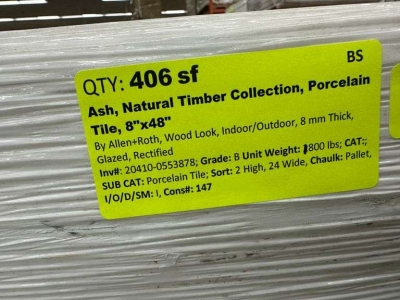 BS
QTY: 406 sf
Ash, Natural Timber Collection, Porcelain
Tile, 8"x48"
By Allen+Roth, Wood Look, Indoor/Outdoor, 8 mm Thick,
Glazed, Rectified
Inv#: 20410-0553878; Grade: B Unit Weight: 1800 lbs; CAT:;
SUB CAT: Porcelain Tile; Sort: 2 High, 24 Wide, Chaulk: Pallet,
I/O/D/SM: I, Cons#: 147